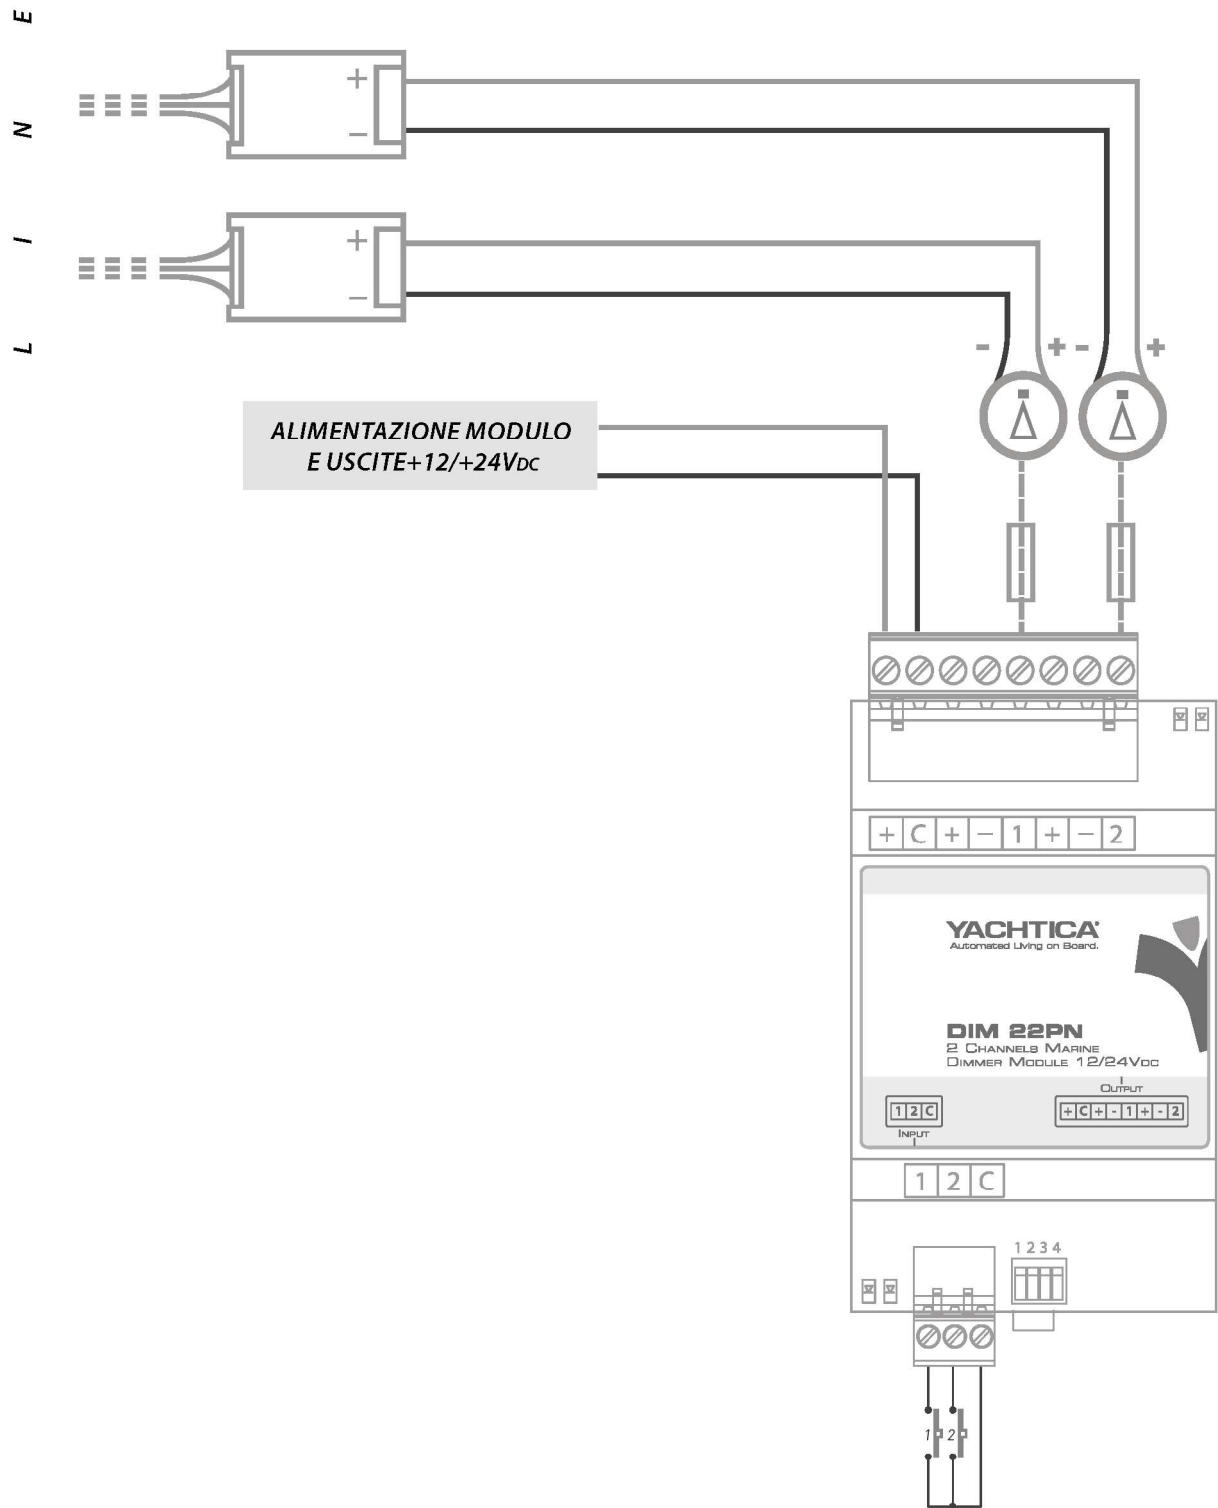 E
N
I
L
+
−
+
−
- + - +
ALIMENTAZIONE MODULO
E USCITE+12/+24VDC
+ C + − 1 + − 2
YACHTICA®
Automated Living on Board.
DIM 22PN
2 CHANNELS MARINE
DIMMER MODULE 12/24VDC
OUTPUT
1 2 C
+ C + - 1 + - 2
INPUT
1 2 C
1 2 3 4
1 2